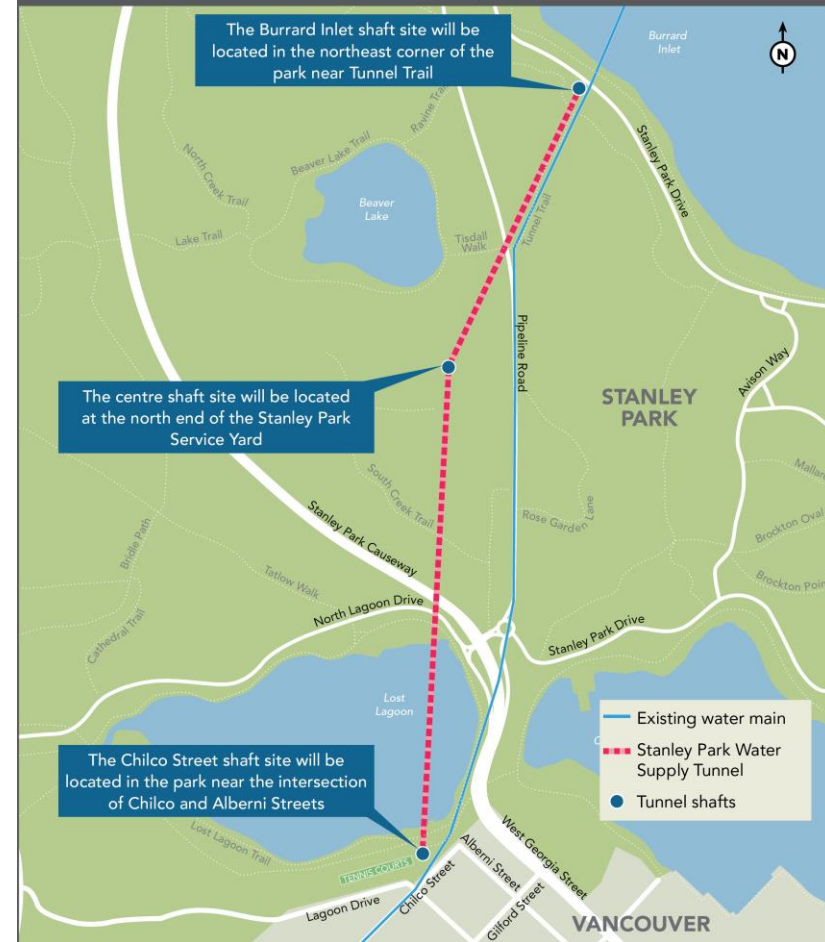 The Burrard Inlet shaft site will be
located in the northeast corner of the
park near Tunnel Trail
Burrard
Inlet
N
Ravine Trail
Stanley Park Drive
Beaver Lake Trail
North Creek Trail
Beaver
Lake
Tunnel Trail
Lake Trail
Tisdall
Walk
Pipeline Road
Avison Way
The centre shaft site will be located
at the north end of the Stanley Park
Service Yard
STANLEY
PARK
South Creek Trail
Rose Garden Lane
Brockton Oval
Stanley Park Causeway
Bridle Path
Tatlow Walk
Cathedral Trail
North Lagoon Drive
Stanley Park Drive
Lost
Lagoon
Existing water main
Stanley Park Water
Supply Tunnel
Tunnel shafts
The Chilco Street shaft site will be
located in the park near the intersection
of Chilco and Alberni Streets
Lost Lagoon Trail
TENNIS COURTS
West Georgia Street
Alberni Street
Chilco Street
Gilford Street
Lagoon Drive
VANCOUVER